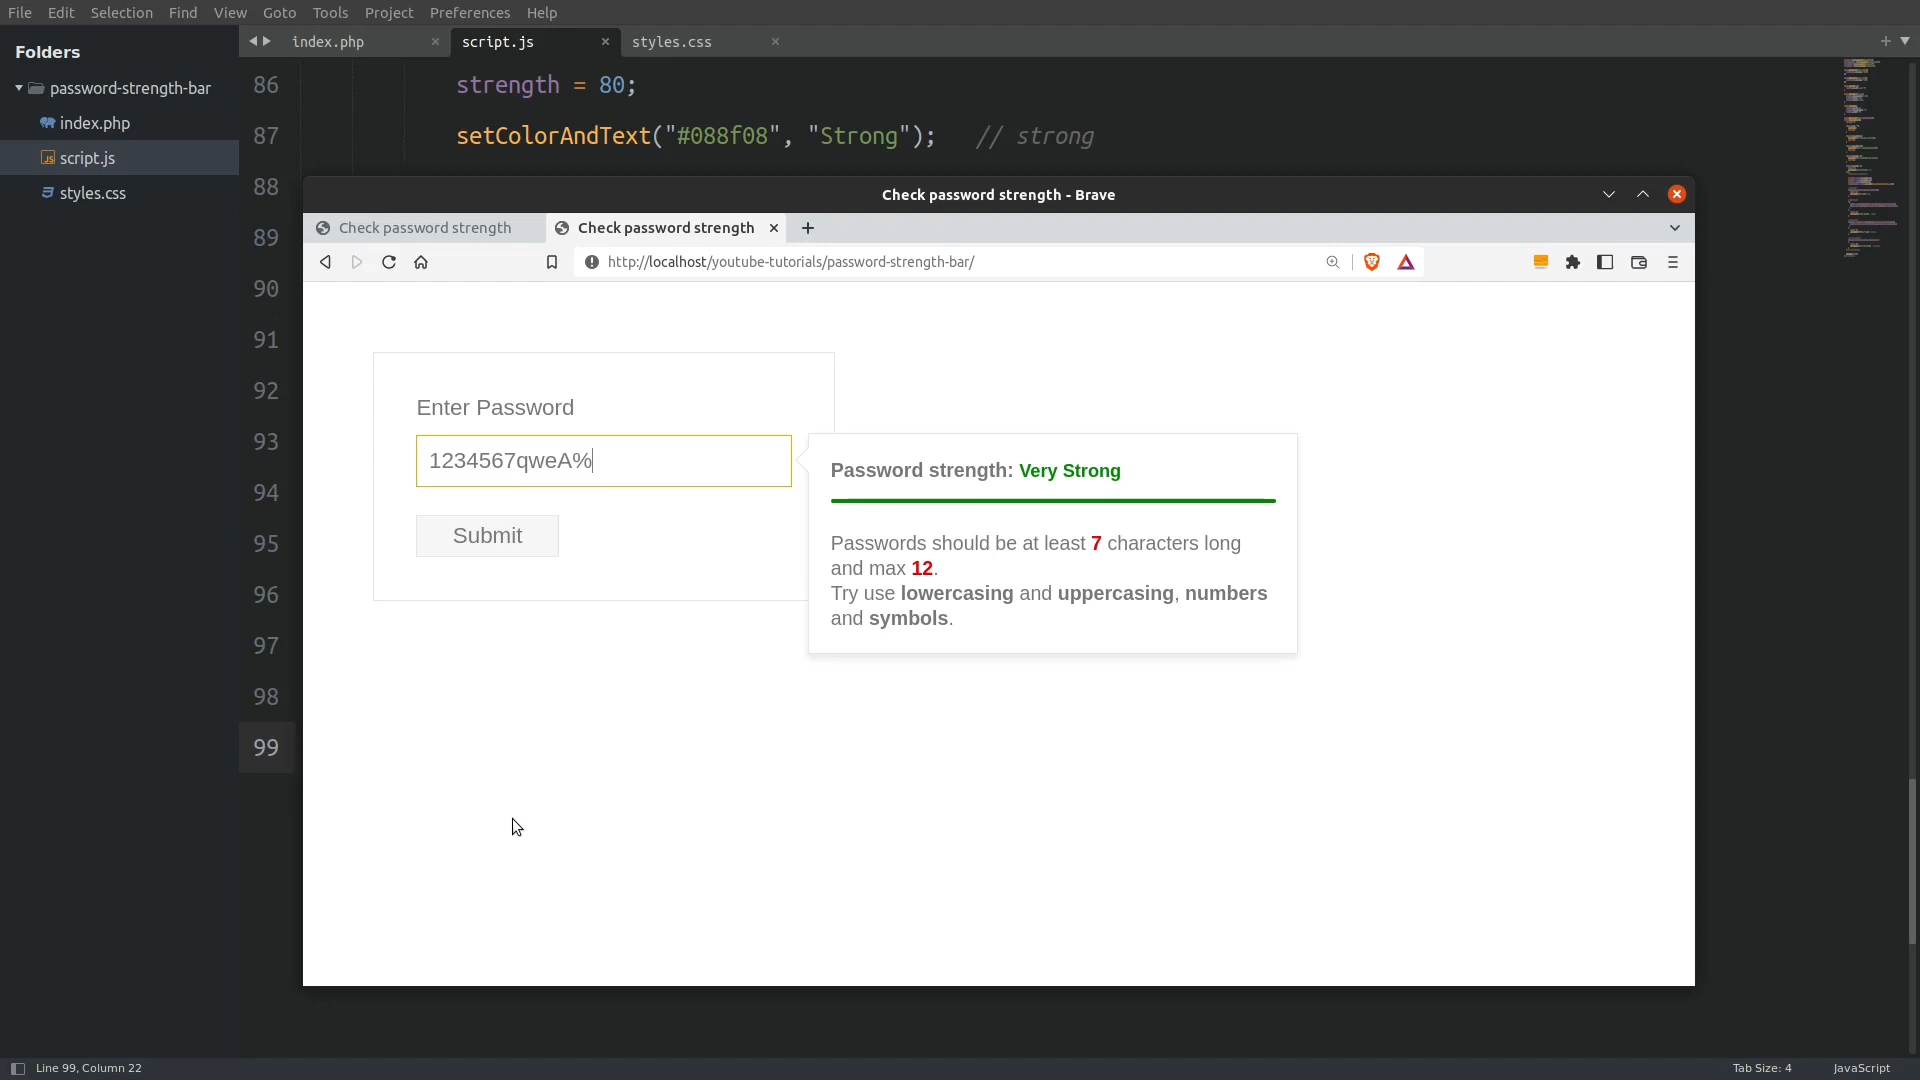 File Edit Selection Find View Goto Tools Project Preferences Help
Folders
password-strength-bar
index.php
script.js
styles.css
index.php script.js styles.css
86 strength = 80;
87 setColorAndText("#088f08", "Strong"); // strong
88
89
90
91
92
93
94
95
96
97
98
99
Check password strength - Brave
Check password strength Check password strength
http://localhost/youtube-tutorials/password-strength-bar/
Enter Password
1234567qweA%
Submit
Password strength: Very Strong
Passwords should be at least 7 characters long
and max 12.
Try use lowercasing and uppercasing, numbers
and symbols.
Line 99, Column 22 Tab Size: 4 JavaScript